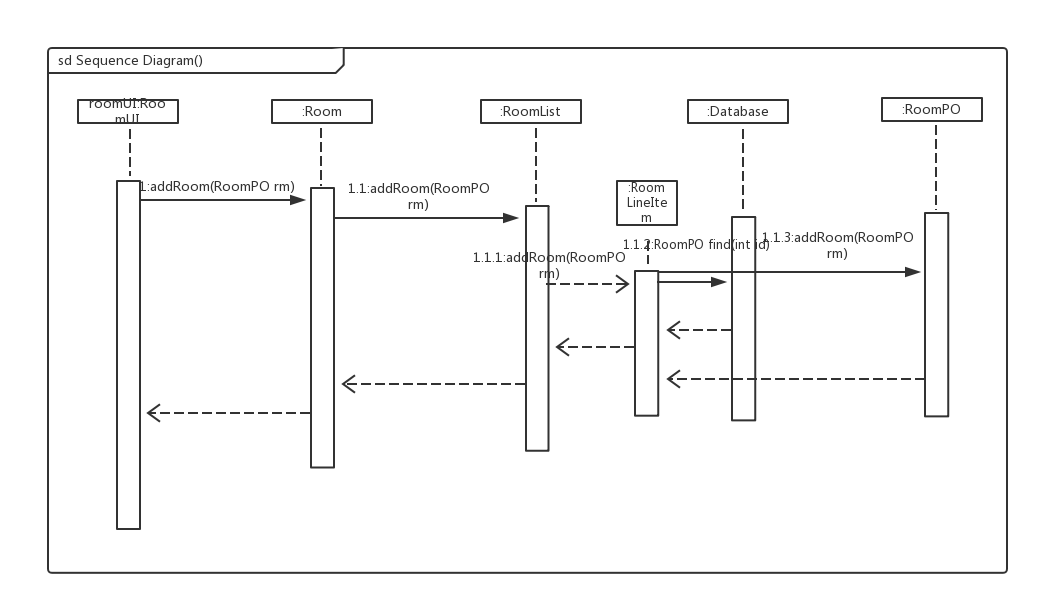 sd Sequence Diagram()
roomUI:Roo
mUI
:Room
:RoomList
:Database
:RoomPO
:Room
LineIte
m
1:addRoom(RoomPO rm)
1.1:addRoom(RoomPO
rm)
1.1.1:addRoom(RoomPO
rm)
1.1.2:RoomPO find(int id)
1.1.3:addRoom(RoomPO
rm)